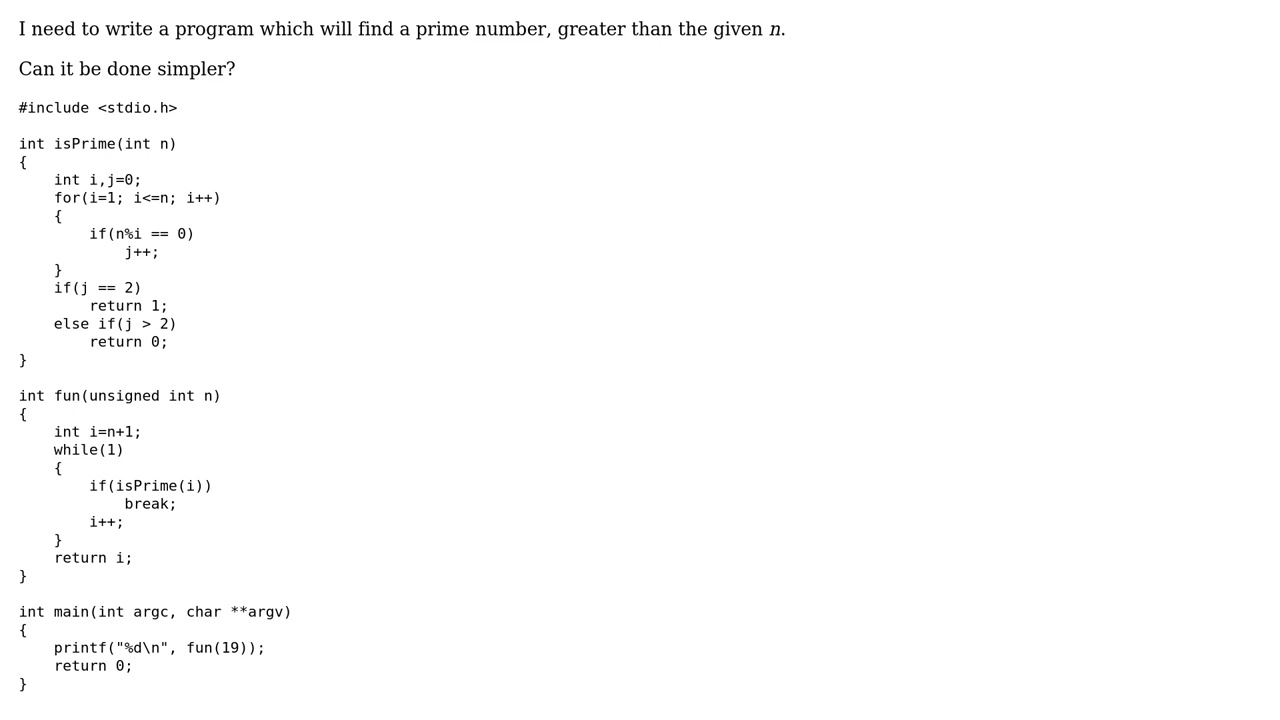 I need to write a program which will find a prime number, greater than the given n.
Can it be done simpler?
#include <stdio.h>
int isPrime(int n)
{
    int i,j=0;
    for(i=1; i<=n; i++)
    {
        if(n%i == 0)
            j++;
    }
    if(j == 2)
        return 1;
    else if(j > 2)
        return 0;
}
int fun(unsigned int n)
{
    int i=n+1;
    while(1)
    {
        if(isPrime(i))
            break;
        i++;
    }
    return i;
}
int main(int argc, char **argv)
{
    printf("%d\n", fun(19));
    return 0;
}